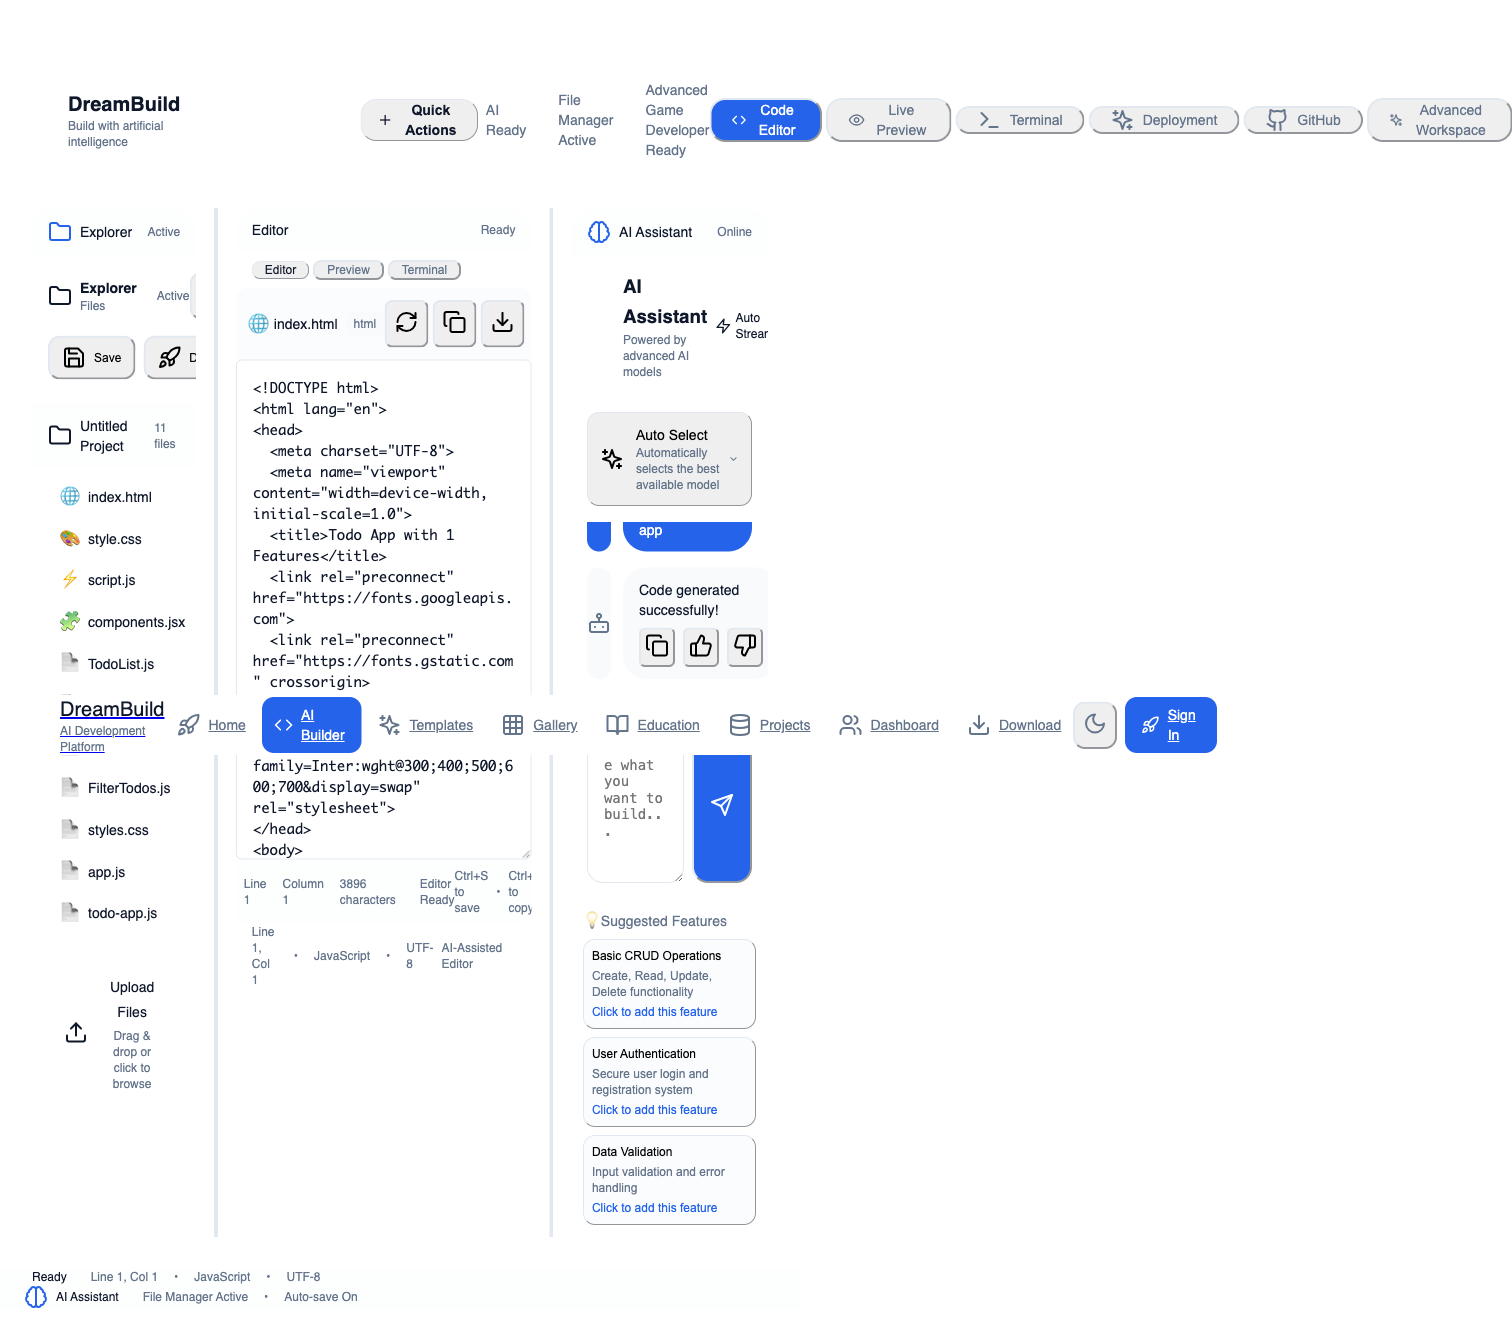 DreamBuild
Build with artificial
intelligence
Quick
Actions
AI
Ready
File
Manager
Active
Advanced
Game
Developer
Ready
Code
Editor
Live
Preview
Terminal
Deployment
GitHub
Advanced
Workspace
Explorer Active
Explorer
Files
Active
Save
D
Untitled
Project
11
files
index.html
style.css
script.js
components.jsx
TodoList.js
Editor Ready
Editor Preview Terminal
index.html html
<!DOCTYPE html>
<html lang="en">
<head>
<meta charset="UTF-8">
<meta name="viewport"
content="width=device-width,
initial-scale=1.0">
<title>Todo App with 1
Features</title>
<link rel="preconnect"
href="https://fonts.googleapis.
com">
<link rel="preconnect"
href="https://fonts.gstatic.com
" crossorigin>
AI Assistant Online
AI
Assistant
Powered by
advanced AI
models
Auto
Strear
Auto Select
Automatically
selects the best
available model
app
Code generated
successfully!
DreamBuild
AI Development
Platform
Home
AI
Builder
Templates
Gallery
Education
Projects
Dashboard
Download
Sign
In
FilterTodos.js
styles.css
app.js
todo-app.js
Upload
Files
Drag &
drop or
click to
browse
family=Inter:wght@300;400;500;6
00;700&display=swap"
rel="stylesheet">
</head>
<body>
Line
1
Column
1
3896
characters
Editor
Ready
Ctrl+S
to
save
•
Ctrl+
to
copy
Line
1,
Col
1
•
JavaScript
•
UTF-
8
AI-Assisted
Editor
e what
you
want to
build..
.
Suggested Features
Basic CRUD Operations
Create, Read, Update,
Delete functionality
Click to add this feature
User Authentication
Secure user login and
registration system
Click to add this feature
Data Validation
Input validation and error
handling
Click to add this feature
Ready Line 1, Col 1 • JavaScript • UTF-8
AI Assistant File Manager Active • Auto-save On